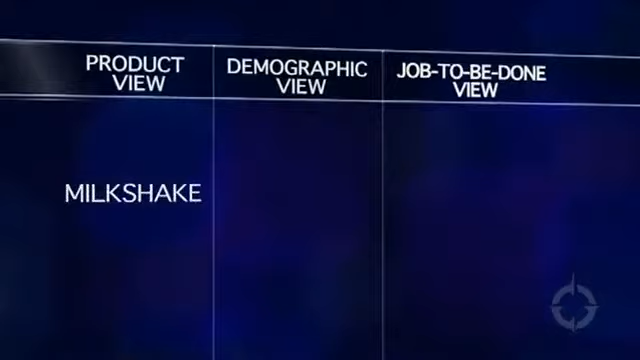 PRODUCT
VIEW
DEMOGRAPHIC
VIEW
JOB-TO-BE-DONE
VIEW
MILKSHAKE